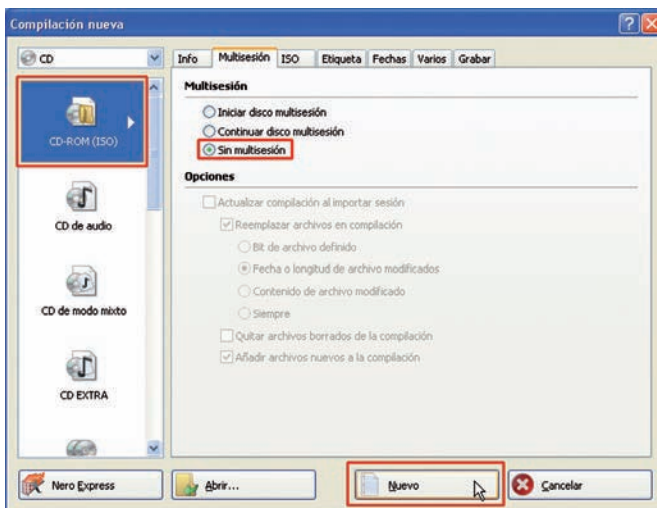 Compilación nueva
CD
Info Multisesión ISO Etiqueta Fechas Varios Grabar
CD-ROM (ISO)
CD de audio
CD de modo mixto
CD EXTRA
Multisesión
Iniciar disco multisesión
Continuar disco multisesión
Sin multisesión
Opciones
Actualizar compilación al importar sesión
Reemplazar archivos en compilación
Bit de archivo definido
Fecha o longitud de archivo modificados
Contenido de archivo modificado
Siempre
Quitar archivos borrados de la compilación
Añadir archivos nuevos a la compilación
Nero Express Abrir... Nuevo Cancelar